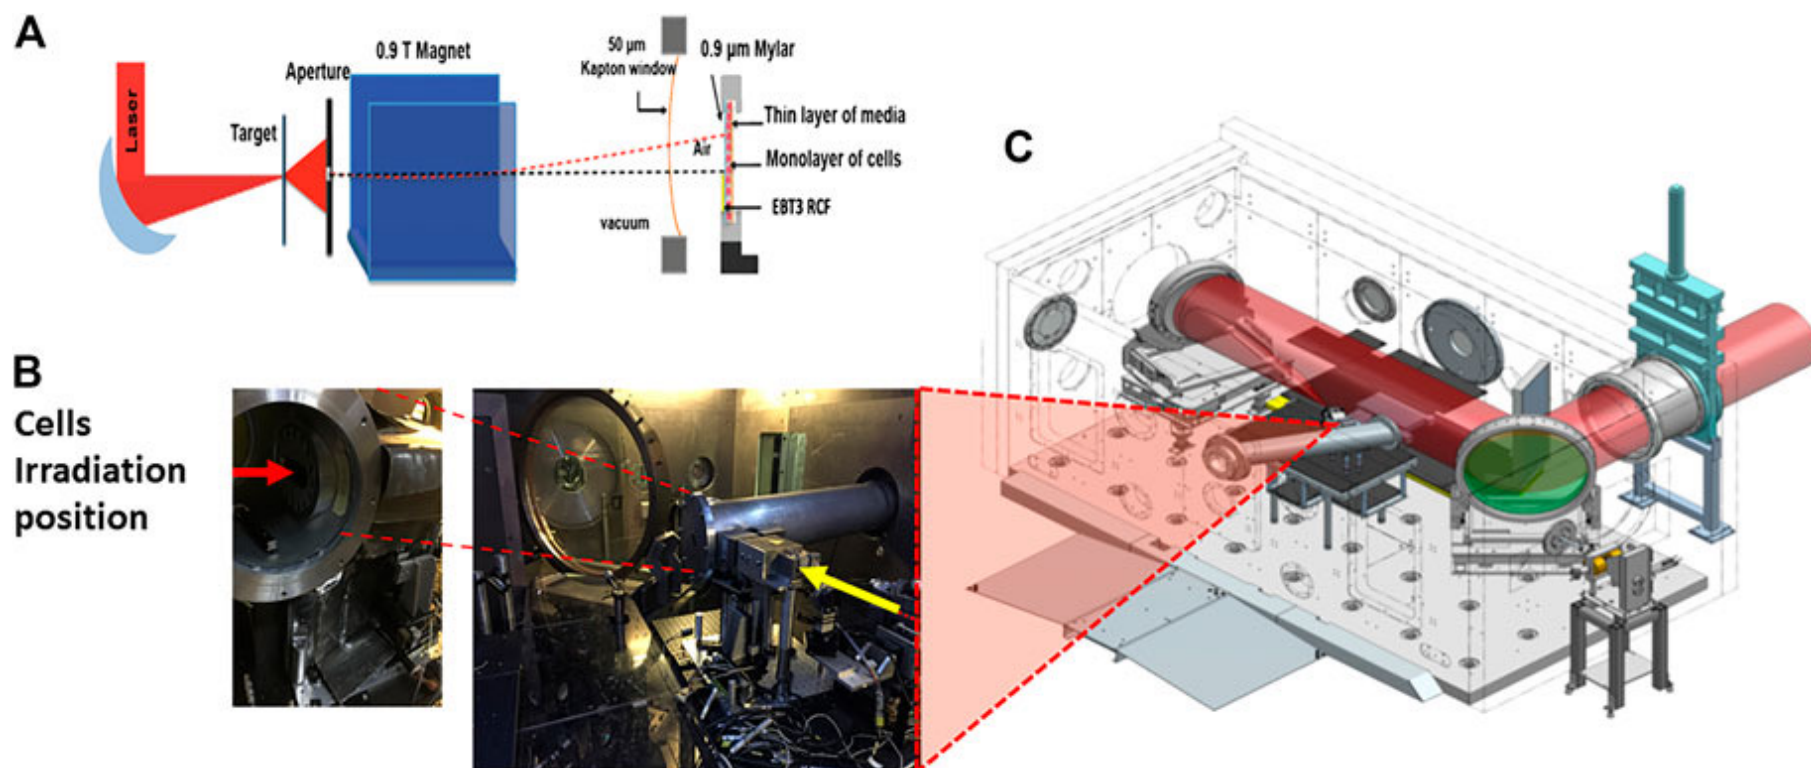 A
Laser
Target
Aperture
0.9 T Magnet
50 µm
Kapton window
0.9 µm Mylar
Thin layer of media
Air
Monolayer of cells
EBT3 RCF
vacuum
B
Cells
Irradiation
position
C